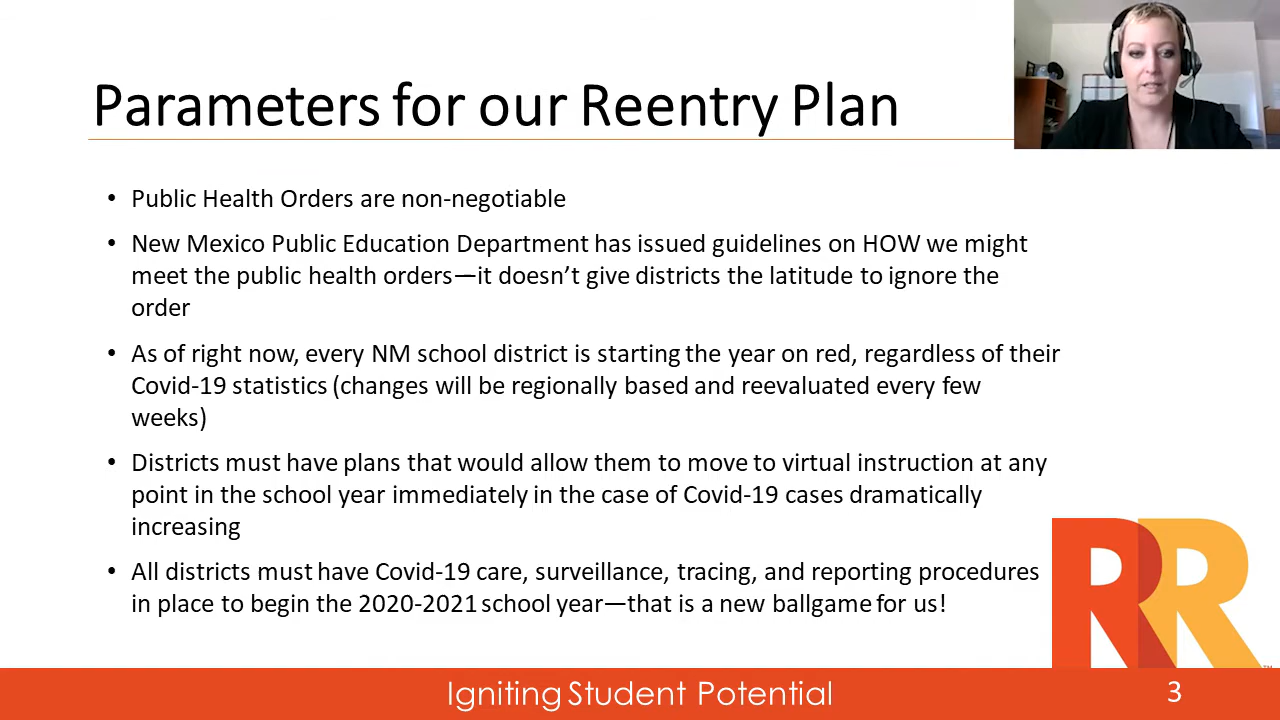 Parameters for our Reentry Plan
• Public Health Orders are non-negotiable
• New Mexico Public Education Department has issued guidelines on HOW we might
meet the public health orders—it doesn't give districts the latitude to ignore the
order
• As of right now, every NM school district is starting the year on red, regardless of their
Covid-19 statistics (changes will be regionally based and reevaluated every few
weeks)
• Districts must have plans that would allow them to move to virtual instruction at any
point in the school year immediately in the case of Covid-19 cases dramatically
increasing
• All districts must have Covid-19 care, surveillance, tracing, and reporting procedures
in place to begin the 2020-2021 school year—that is a new ballgame for us!
RR
TM
Igniting Student Potential
3